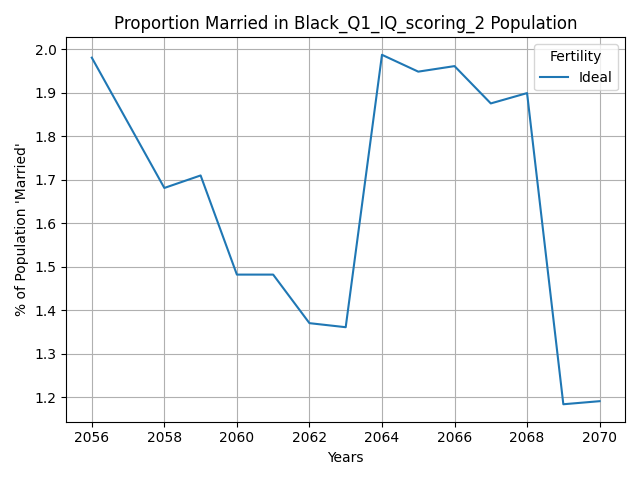 Proportion Married in Black_Q1_IQ_scoring_2 Population
Fertility
Ideal
% of Population 'Married'
2.0
1.9
1.8
1.7
1.6
1.5
1.4
1.3
1.2
2056 2058 2060 2062 2064 2066 2068 2070
Years